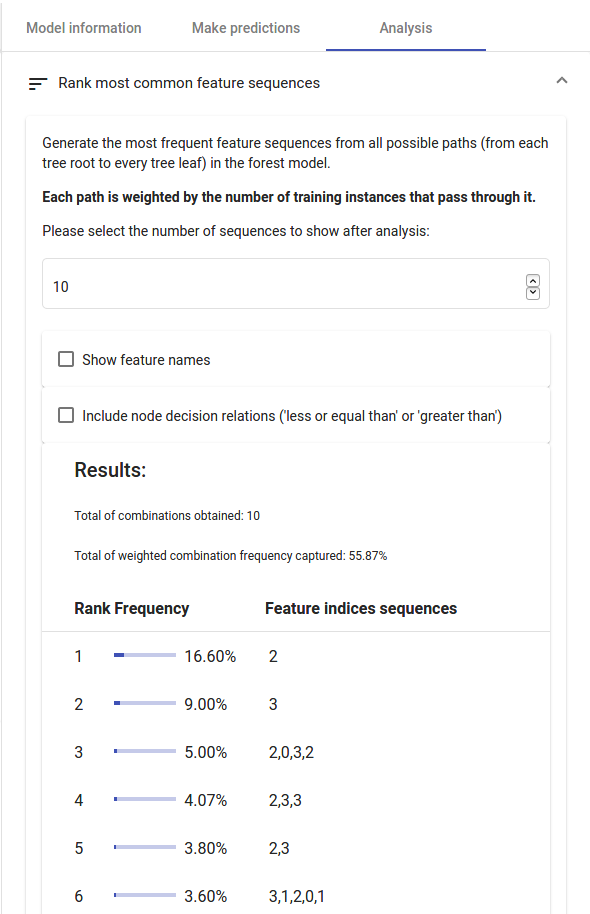 Model information Make predictions Analysis
Rank most common feature sequences
Generate the most frequent feature sequences from all possible paths (from each
tree root to every tree leaf) in the forest model.
Each path is weighted by the number of training instances that pass through it.
Please select the number of sequences to show after analysis:
10
Show feature names
Include node decision relations ('less or equal than' or 'greater than')
Results:
Total of combinations obtained: 10
Total of weighted combination frequency captured: 55.87%
Rank Frequency Feature indices sequences
1 16.60% 2
2 9.00% 3
3 5.00% 2,0,3,2
4 4.07% 2,3,3
5 3.80% 2,3
6 3.60% 3,1,2,0,1